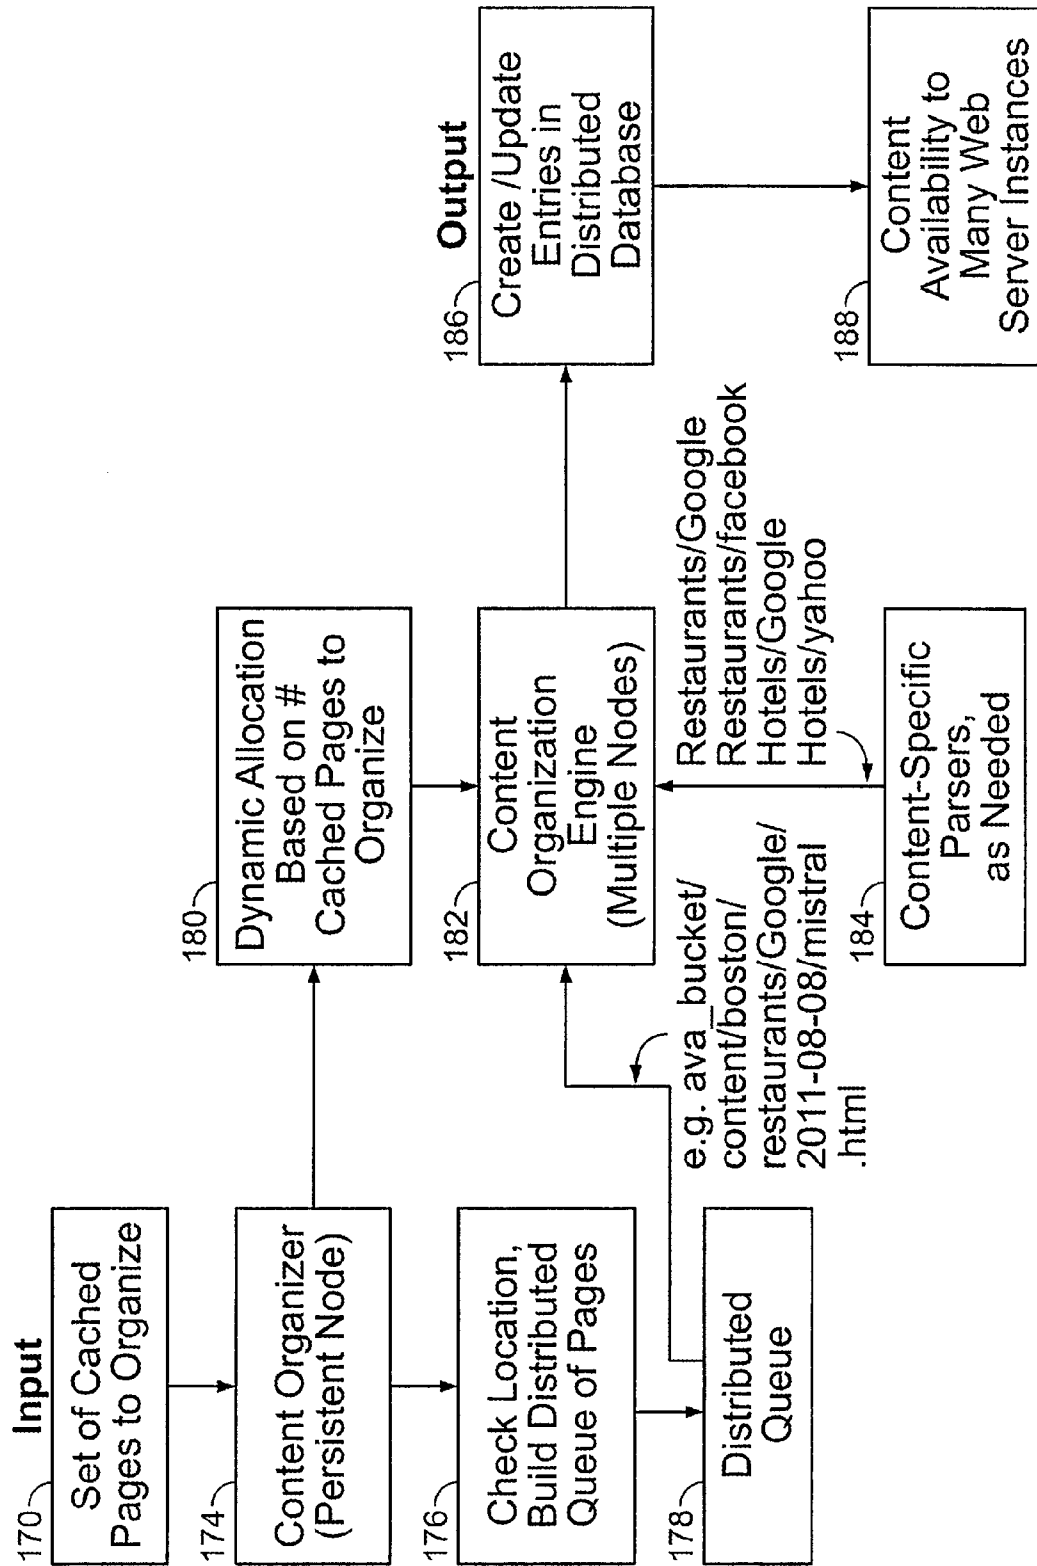 Input
170
Set of Cached
Pages to Organize
174
Content Organizer
(Persistent Node)
176
Check Location,
Build Distributed
Queue of Pages
178
Distributed
Queue
180
Dynamic Allocation
Based on #
Cached Pages to
Organize
182
Content
Organization
Engine
(Multiple Nodes)
e.g. ava_bucket/
content/boston/
restaurants/Google/
2011-08-08/mistral
.html
184
Content-Specific
Parsers,
as Needed
Restaurants/Google
Restaurants/facebook
Hotels/Google
Hotels/yahoo
Output
186
Create /Update
Entries in
Distributed
Database
188
Content
Availability to
Many Web
Server Instances